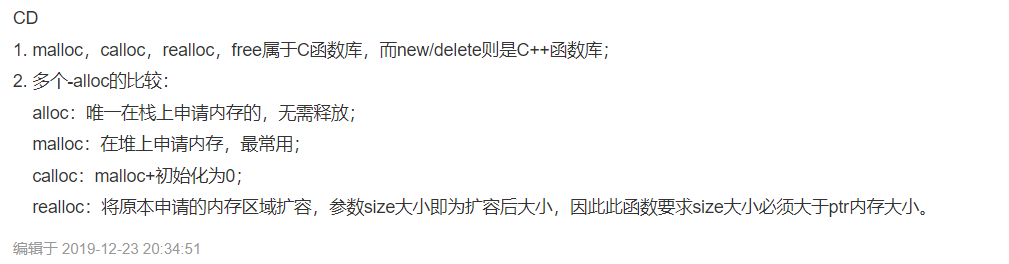 CD
1. malloc，calloc，realloc，free属于C函数库，而new/delete则是C++函数库；
2. 多个-alloc的比较：
alloc：唯一在栈上申请内存的，无需释放；
malloc：在堆上申请内存，最常用；
calloc：malloc+初始化为0；
realloc：将原本申请的内存区域扩容，参数size大小即为扩容后大小，因此此函数要求size大小必须大于ptr内存大小。
编辑于 2019-12-23 20:34:51